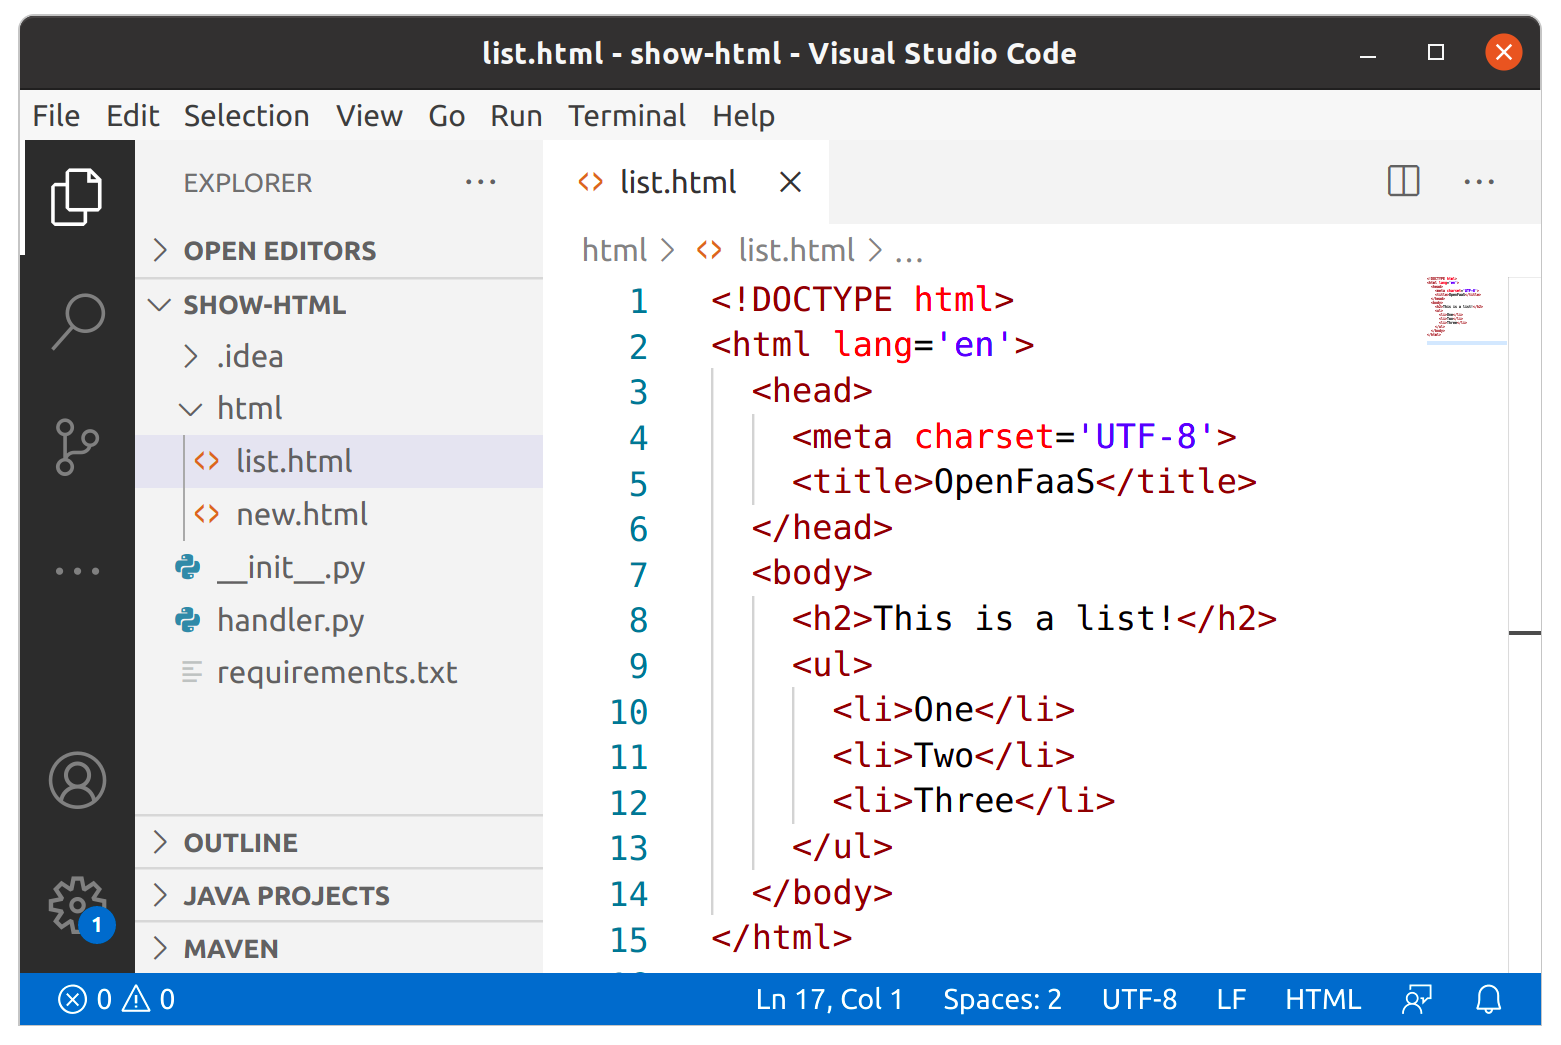 list.html - show-html - Visual Studio Code
File Edit Selection View Go Run Terminal Help
EXPLORER
OPEN EDITORS
SHOW-HTML
.idea
html
list.html
new.html
__init__.py
handler.py
requirements.txt
OUTLINE
JAVA PROJECTS
MAVEN
1
list.html
html > list.html > ...
1 <!DOCTYPE html>
2 <html lang='en'>
3   <head>
4     <meta charset='UTF-8'>
5     <title>OpenFaaS</title>
6   </head>
7   <body>
8     <h2>This is a list!</h2>
9     <ul>
10       <li>One</li>
11       <li>Two</li>
12       <li>Three</li>
13     </ul>
14   </body>
15 </html>
0 0 Ln 17, Col 1 Spaces: 2 UTF-8 LF HTML